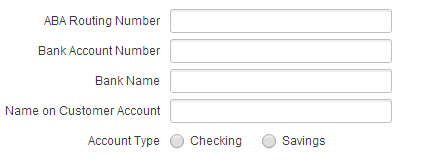 ABA Routing Number
Bank Account Number
Bank Name
Name on Customer Account
Account Type Checking Savings